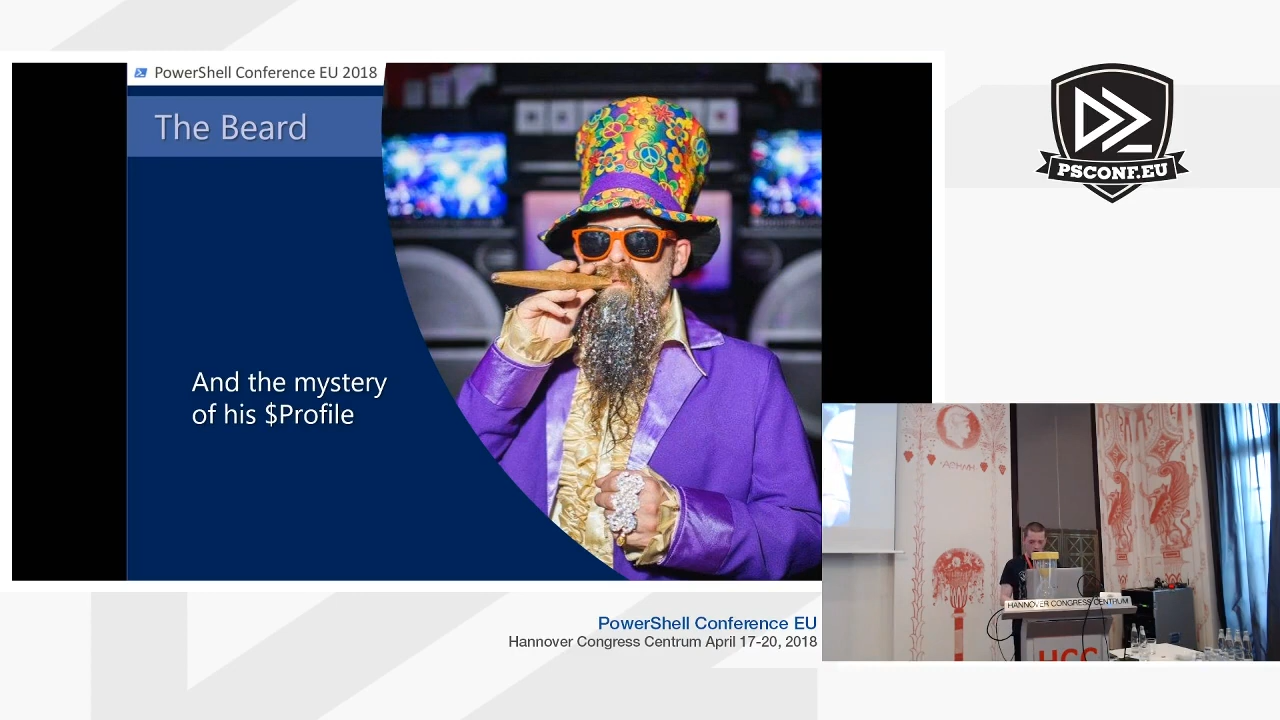 PowerShell Conference EU 2018
The Beard
And the mystery
of his $Profile
PSCONF.EU
HANNOVER CONGRESS CENTRUM
HCC
PowerShell Conference EU
Hannover Congress Centrum April 17-20, 2018